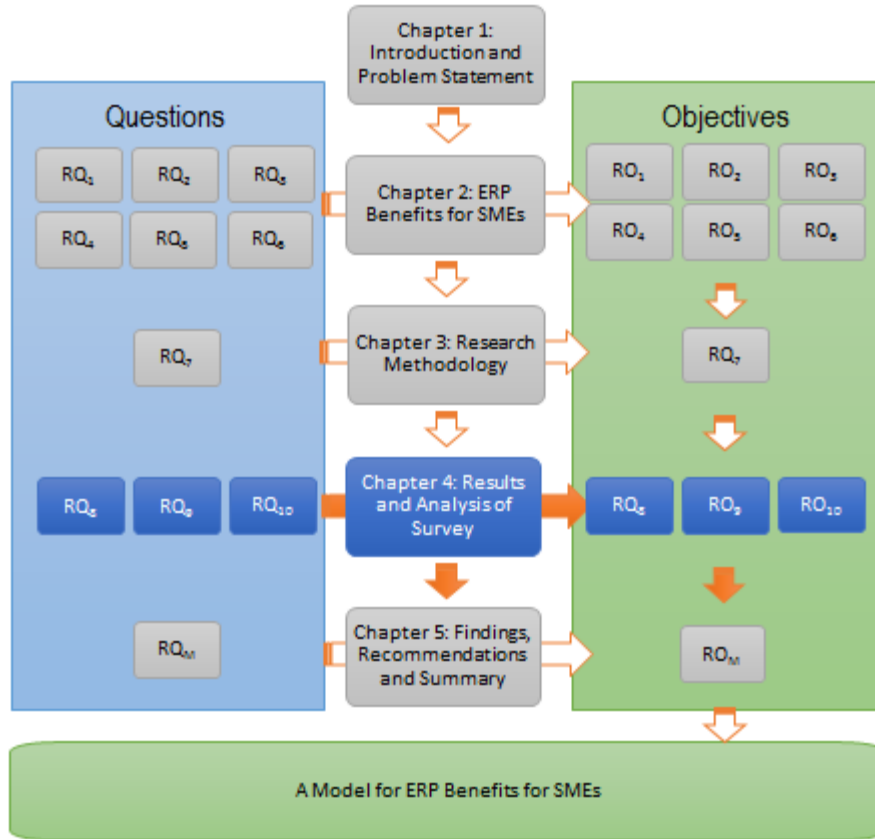 Chapter 1:
Introduction and
Problem Statement
Questions
Objectives
RQ₁ RQ₂ RQ₃
Chapter 2: ERP
Benefits for SMEs
RO₁ RO₂ RO₃
RQ₄ RQ₅ RQ₆
RO₄ RO₅ RO₆
RQ₇
Chapter 3: Research
Methodology
RQ₇
RQ₈ RQ₉ RQ₁₀
Chapter 4: Results
and Analysis of
Survey
RQ₈ RO₉ RO₁₀
RQM
Chapter 5: Findings,
Recommendations
and Summary
ROM
A Model for ERP Benefits for SMEs